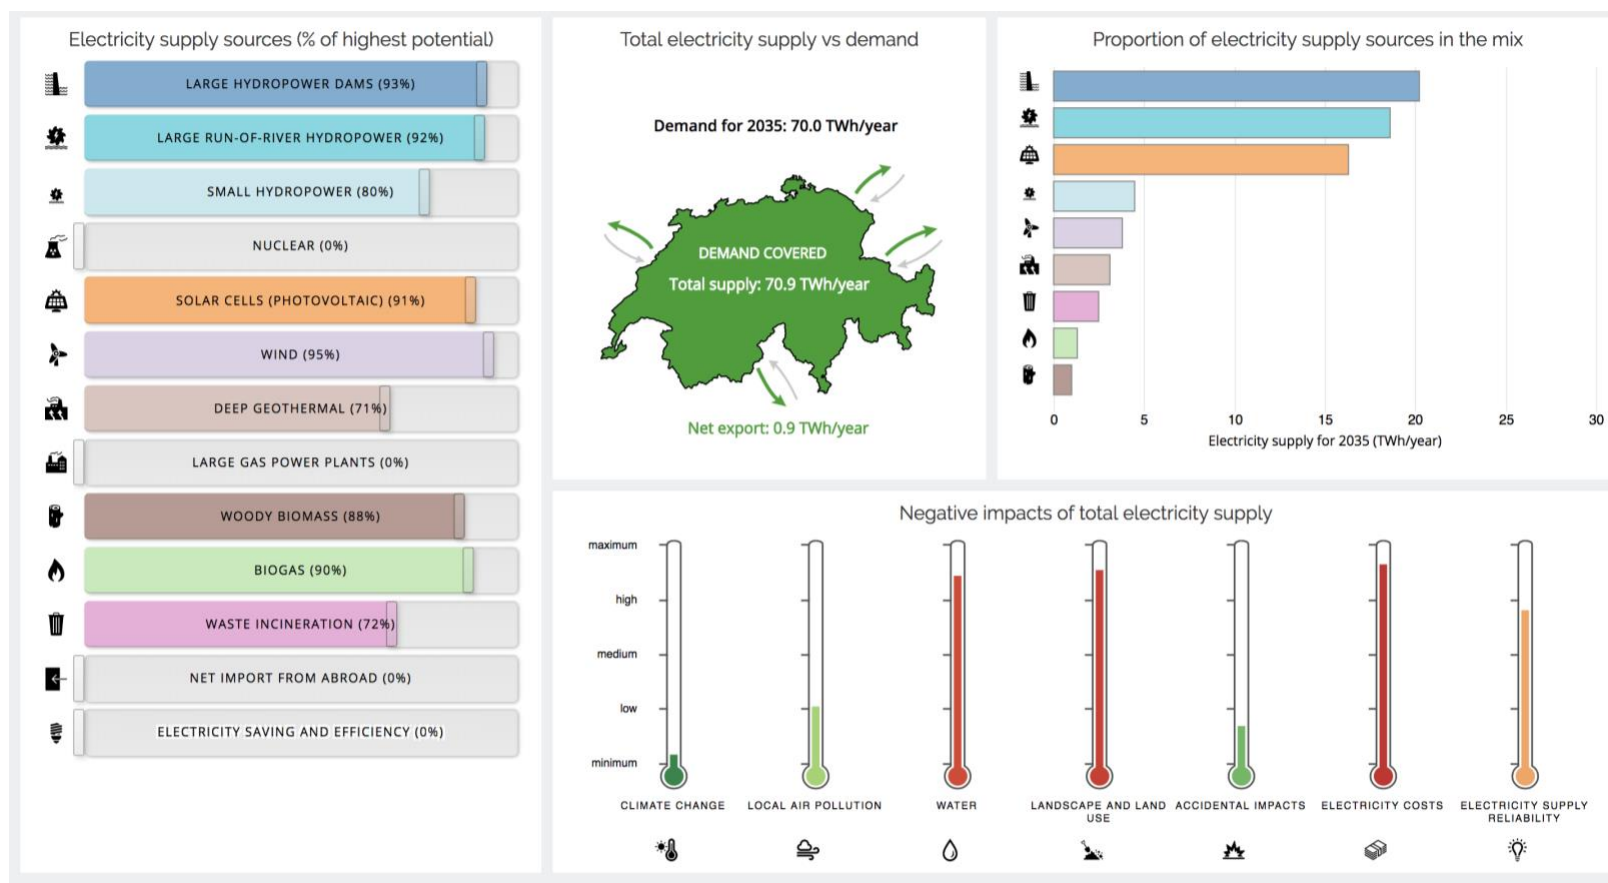 Electricity supply sources (% of highest potential)
LARGE HYDROPOWER DAMS (93%)
LARGE RUN-OF-RIVER HYDROPOWER (92%)
SMALL HYDROPOWER (80%)
NUCLEAR (0%)
SOLAR CELLS (PHOTOVOLTAIC) (91%)
WIND (95%)
DEEP GEOTHERMAL (71%)
LARGE GAS POWER PLANTS (0%)
WOODY BIOMASS (88%)
BIOGAS (90%)
WASTE INCINERATION (72%)
NET IMPORT FROM ABROAD (0%)
ELECTRICITY SAVING AND EFFICIENCY (0%)
Total electricity supply vs demand
Demand for 2035: 70.0 TWh/year
DEMAND COVERED
Total supply: 70.9 TWh/year
Net export: 0.9 TWh/year
Proportion of electricity supply sources in the mix
0 5 10 15 20 25 30
Electricity supply for 2035 (TWh/year)
Negative impacts of total electricity supply
maximum
high
medium
low
minimum
CLIMATE CHANGE
LOCAL AIR POLLUTION
WATER
LANDSCAPE AND LAND
USE
ACCIDENTAL IMPACTS
ELECTRICITY COSTS
ELECTRICITY SUPPLY
RELIABILITY